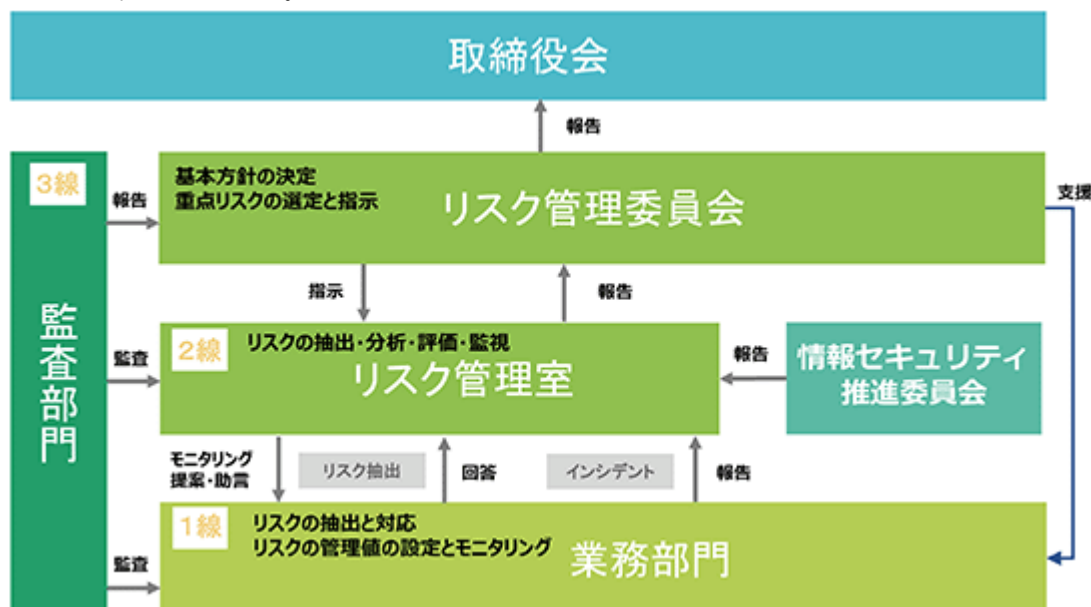 取締役会
報告
3線
監査部門
報告
基本方針の決定
重点リスクの選定と指示
リスク管理委員会
支援
指示
報告
監査
2線
リスクの抽出・分析・評価・監視
リスク管理室
報告
情報セキュリティ
推進委員会
モニタリング
提案・助言
リスク抽出
回答
インシデント
報告
監査
1線
リスクの抽出と対応
リスクの管理値の設定とモニタリング
業務部門